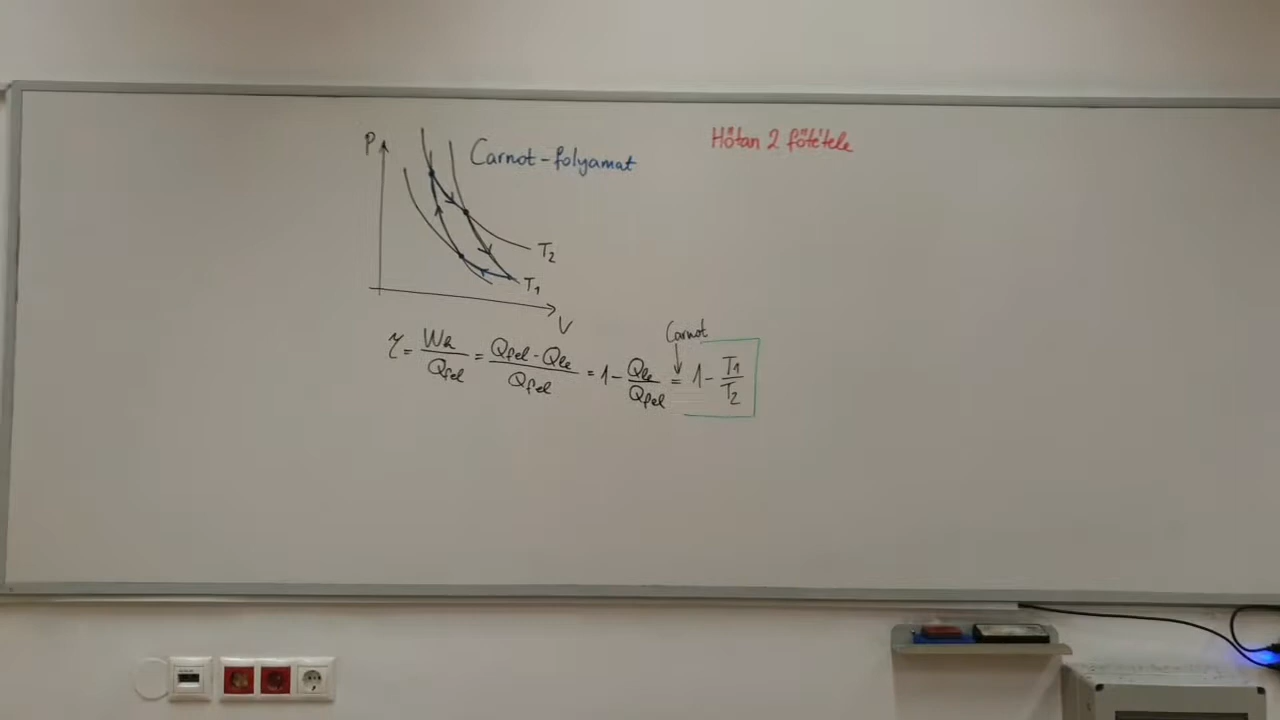 Hőtan 2 főtétele
P
Carnot-folyamat
T2
T1
V
Carnot
η = Wh/Qfel = Qfel - Qle/Qfel = 1 - Qle/Qfel = 1 - T1/T2